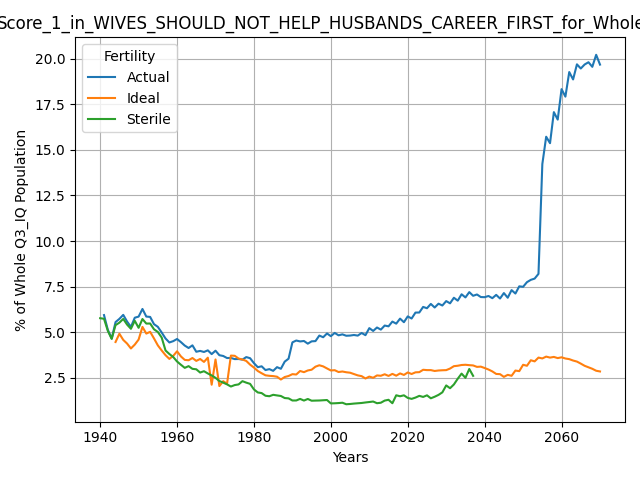 Score_1_in_WIVES_SHOULD_NOT_HELP_HUSBANDS_CAREER_FIRST_for_Whole
Fertility
Actual
Ideal
Sterile
% of Whole Q3_IQ Population
20.0
17.5
15.0
12.5
10.0
7.5
5.0
2.5
1940 1960 1980 2000 2020 2040 2060
Years